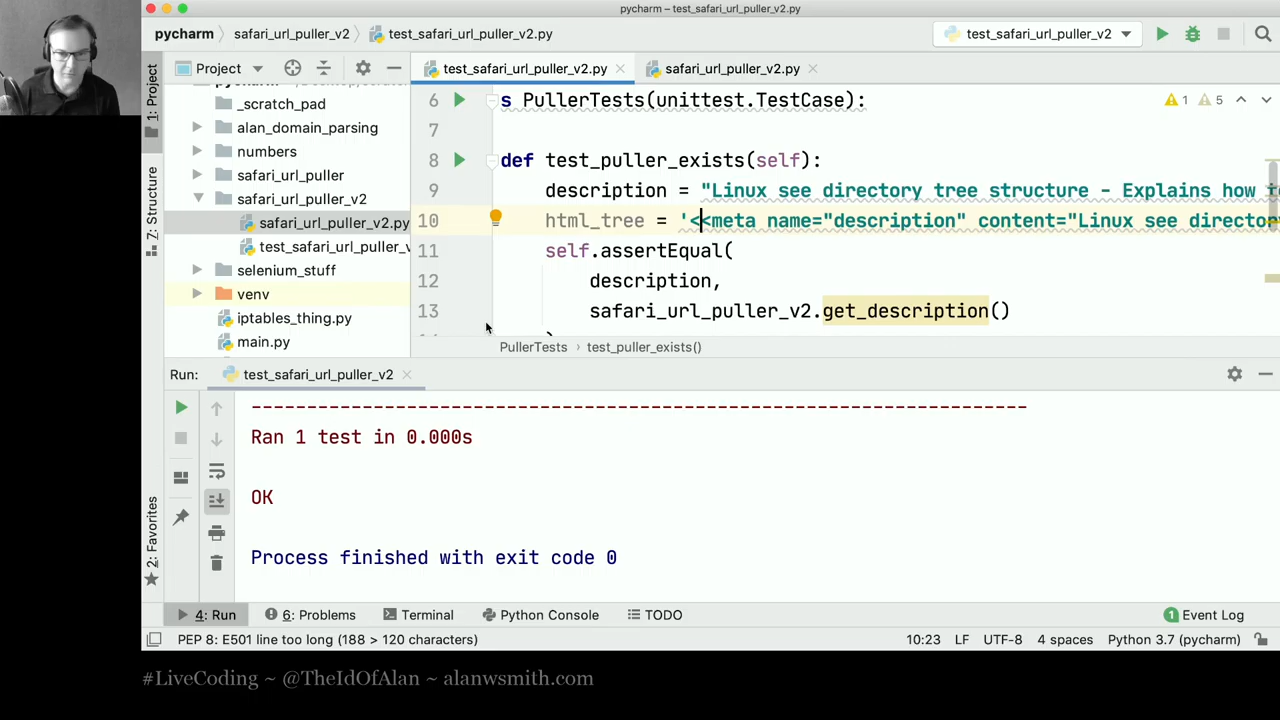 pycharm – test_safari_url_puller_v2.py
pycharm safari_url_puller_v2 test_safari_url_puller_v2.py
test_safari_url_puller_v2
1: Project
Z: Structure
2: Favorites
Project
_scratch_pad
alan_domain_parsing
numbers
safari_url_puller
safari_url_puller_v2
safari_url_puller_v2.py
test_safari_url_puller_v
selenium_stuff
venv
iptables_thing.py
main.py
test_safari_url_puller_v2.py
safari_url_puller_v2.py
1 5
6 s PullerTests(unittest.TestCase):
7
8 def test_puller_exists(self):
9 description = "Linux see directory tree structure - Explains how
10 html_tree = '<<meta name="description" content="Linux see directo
11 self.assertEqual(
12 description,
13 safari_url_puller_v2.get_description()
PullerTests › test_puller_exists()
Run: test_safari_url_puller_v2
----------------------------------------------------------------------
Ran 1 test in 0.000s
OK
Process finished with exit code 0
4: Run 6: Problems Terminal Python Console TODO 1 Event Log
PEP 8: E501 line too long (188 > 120 characters) 10:23 LF UTF-8 4 spaces Python 3.7 (pycharm)
#LiveCoding ~ @TheIdOfAlan ~ alanwsmith.com